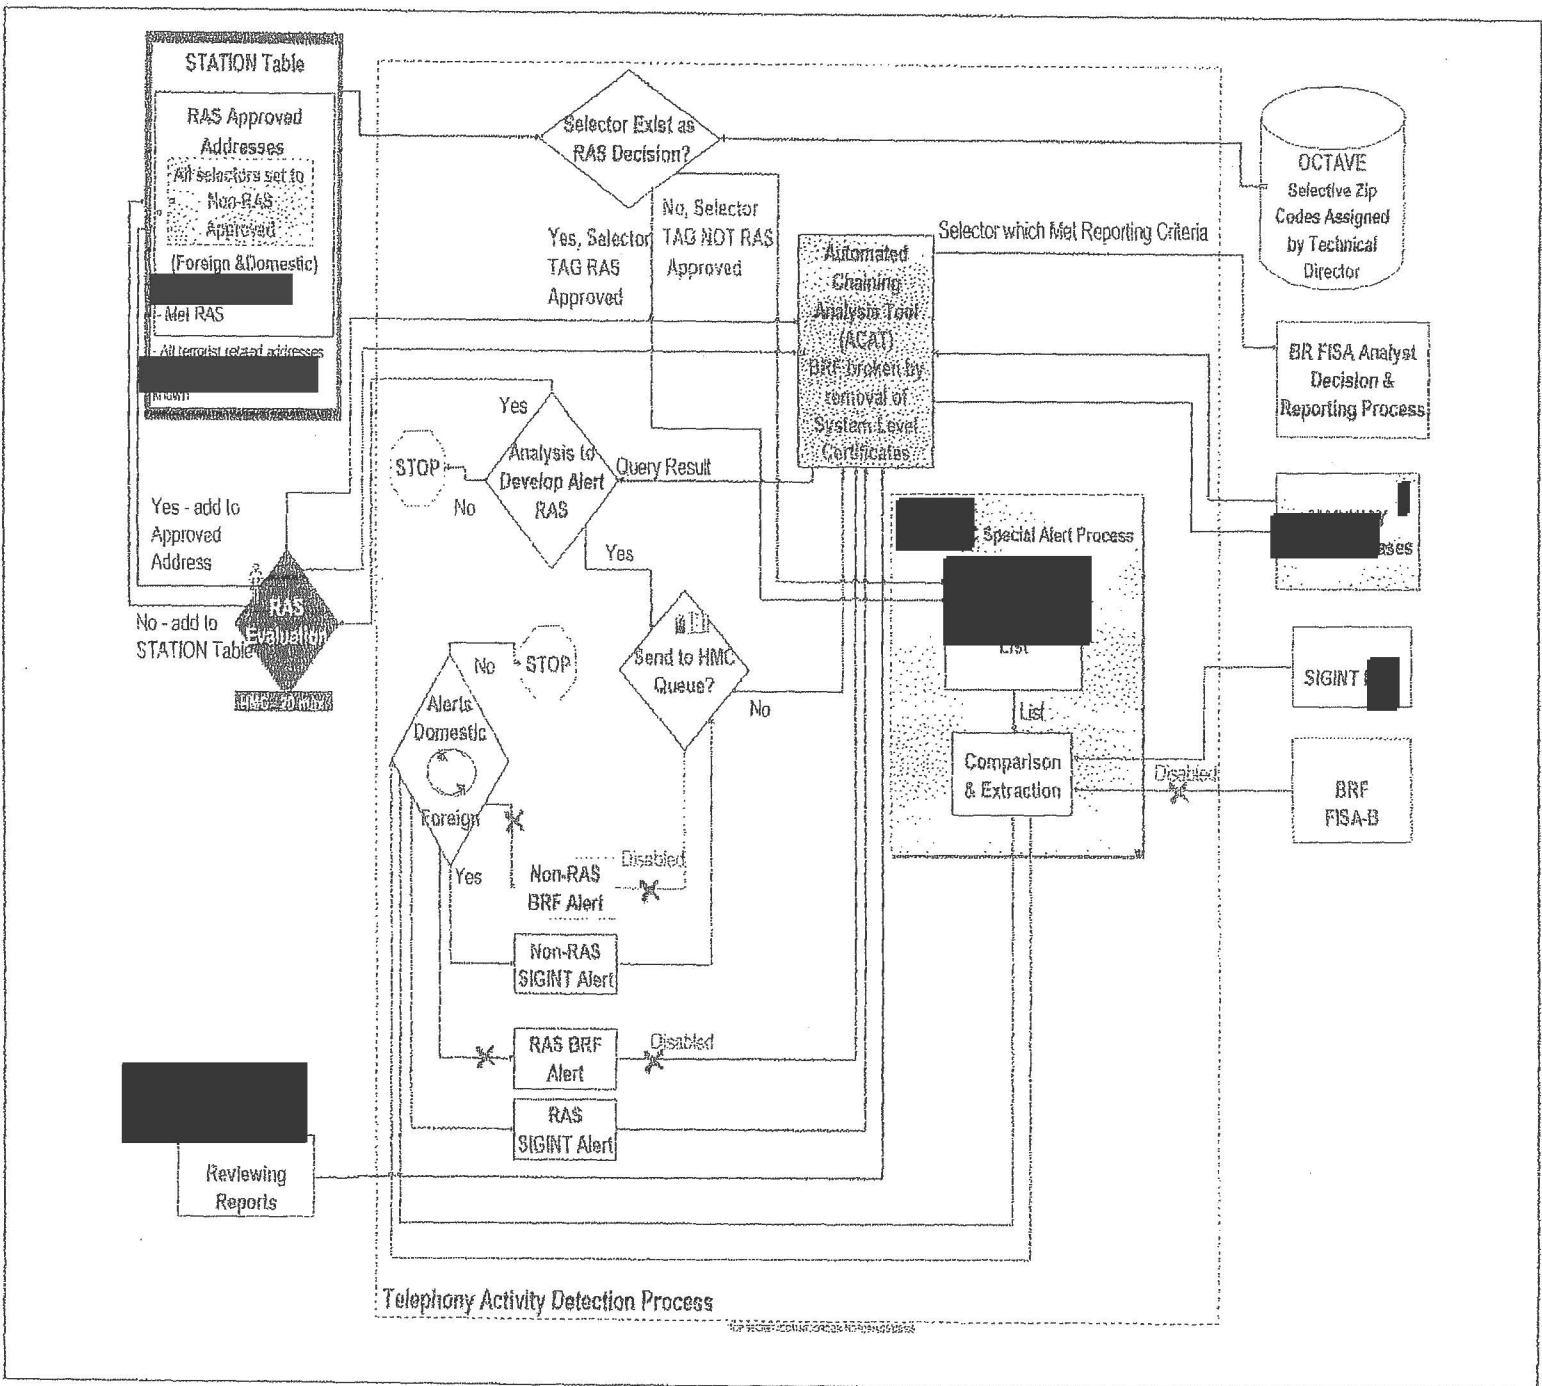 STATION Table
RAS Approved
Addresses
All selectors set to
Non-RAS
Approved
(Foreign &Domestic)
- Met RAS
- All terrorist related addresses
known
Selector Exist as
RAS Decision?
Yes, Selector
TAG RAS
Approved
No, Selector
TAG NOT RAS
Approved
Automated
Chaining
Analysis Tool
(ACAT)
BRF broken by
removal of
System Level
Certificates
Selector which Met Reporting Criteria
OCTAVE
Selective Zip
Codes Assigned
by Technical
Director
BR FISA Analyst
Decision &
Reporting Process
ases
SIGINT
BRF
FISA-B
Disabled
Special Alert Process
List
List
Comparison
& Extraction
Yes
STOP
No
Analysis to
Develop Alert
RAS
Query Result
Yes
Send to HMC
Queue?
No
Yes - add to
Approved
Address
RAS
Evaluation
No - add to
STATION Table
HMC - 20 max
No
STOP
Alerts
Domestic
Foreign
Yes
Non-RAS
BRF Alert
Disabled
Non-RAS
SIGINT Alert
RAS BRF
Alert
Disabled
RAS
SIGINT Alert
Reviewing
Reports
Telephony Activity Detection Process